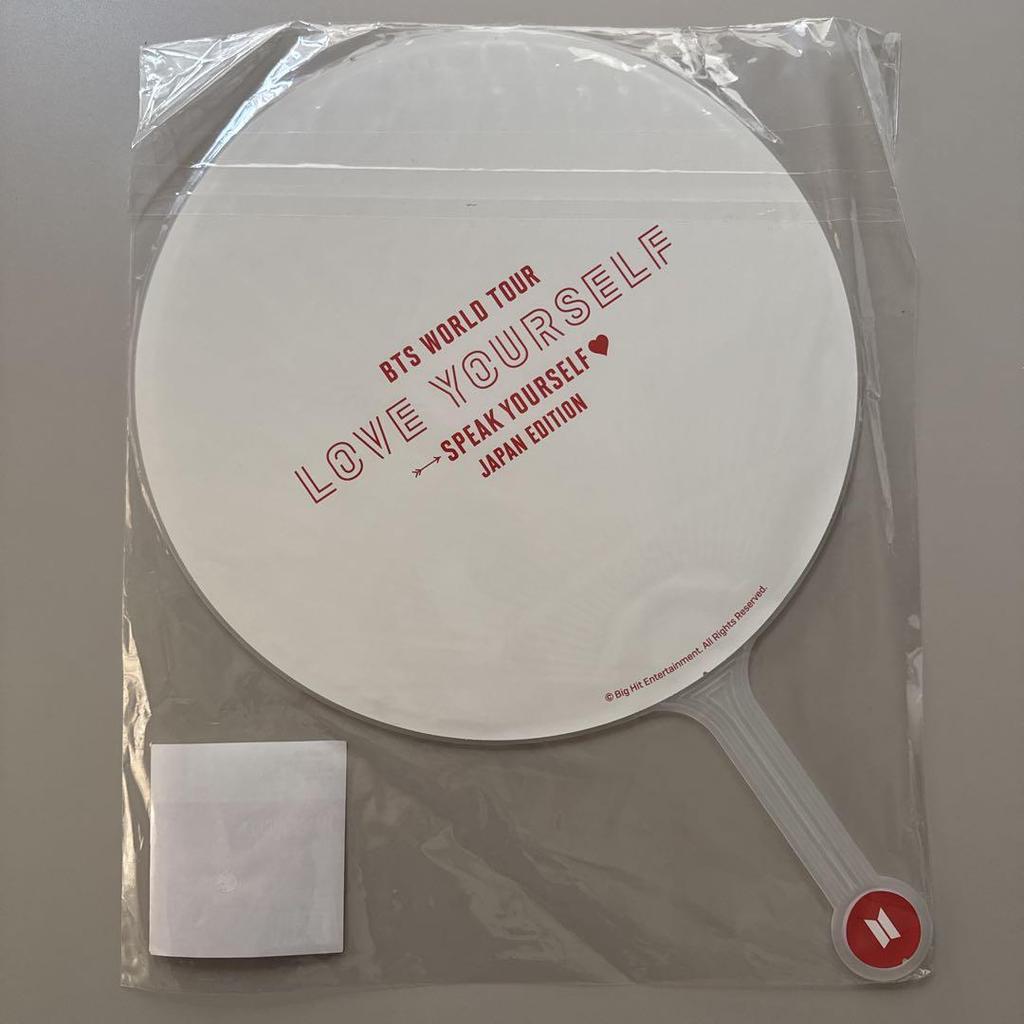 BTS WORLD TOUR
LOVE YOURSELF
SPEAK YOURSELF
JAPAN EDITION
© Big Hit Entertainment. All Rights Reserved.